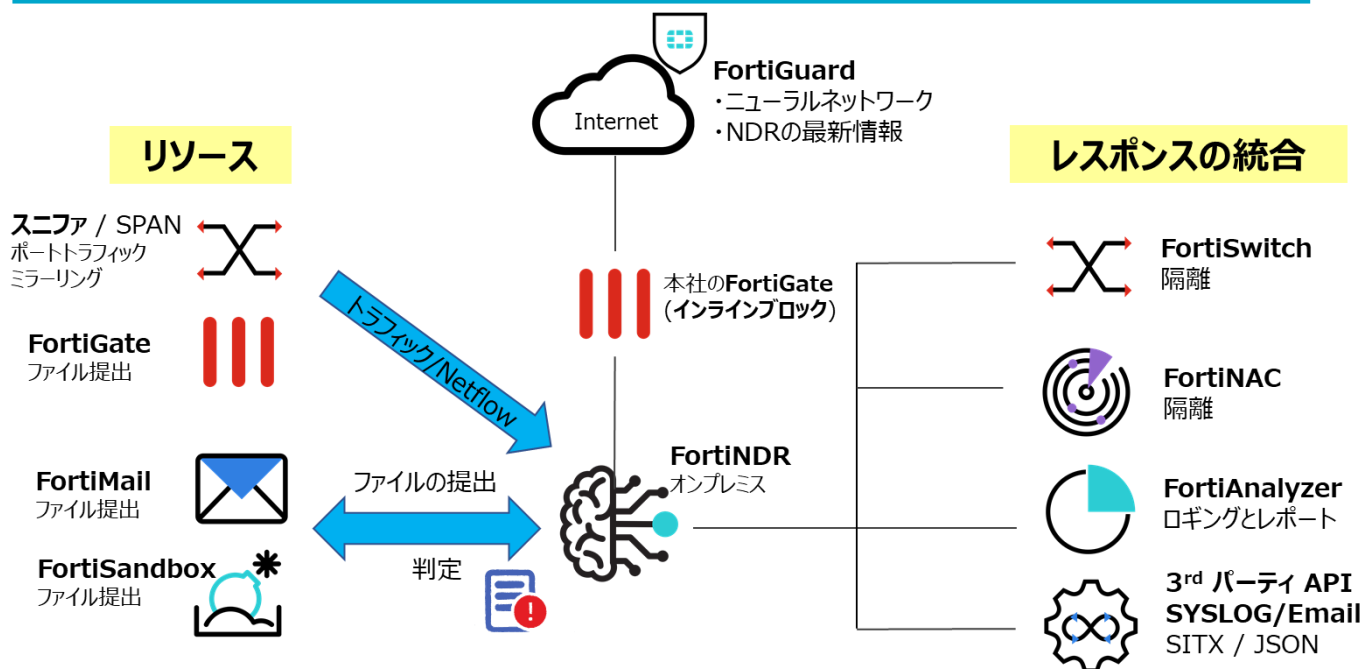 FortiGuard
・ニューラルネットワーク
・NDRの最新情報
Internet
リソース
レスポンスの統合
スニファ / SPAN
ポートトラフィック
ミラーリング
FortiGate
ファイル提出
FortiMail
ファイル提出
FortiSandbox
ファイル提出
トラフィック/Netflow
ファイルの提出
判定
!
本社のFortiGate
(インラインブロック)
FortiNDR
オンプレミス
FortiSwitch
隔離
FortiNAC
隔離
FortiAnalyzer
ロギングとレポート
3rd パーティ API
SYSLOG/Email
SITX / JSON